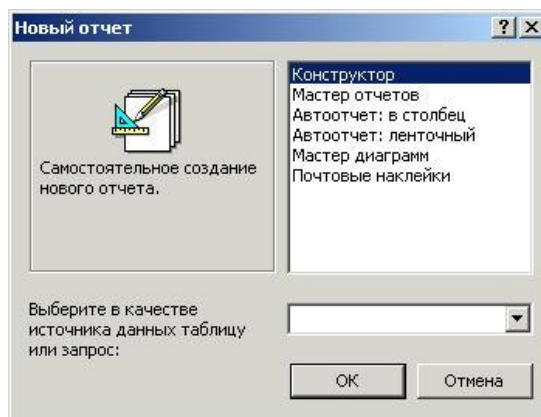 Новый отчет
Самостоятельное создание
нового отчета.
Конструктор
Мастер отчетов
Автоотчет: в столбец
Автоотчет: ленточный
Мастер диаграмм
Почтовые наклейки
Выберите в качестве
источника данных таблицу
или запрос:
ОК
Отмена